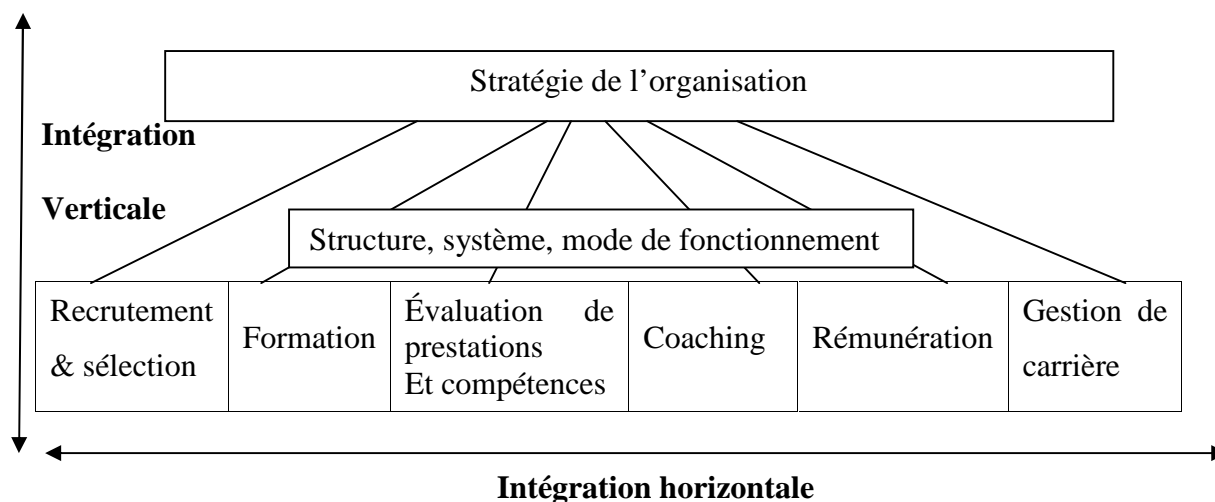 Stratégie de l’organisation
Intégration
Verticale
Structure, système, mode de fonctionnement
Recrutement
& sélection
Formation
Évaluation de
prestations
Et compétences
Coaching
Rémunération
Gestion de
carrière
Intégration horizontale